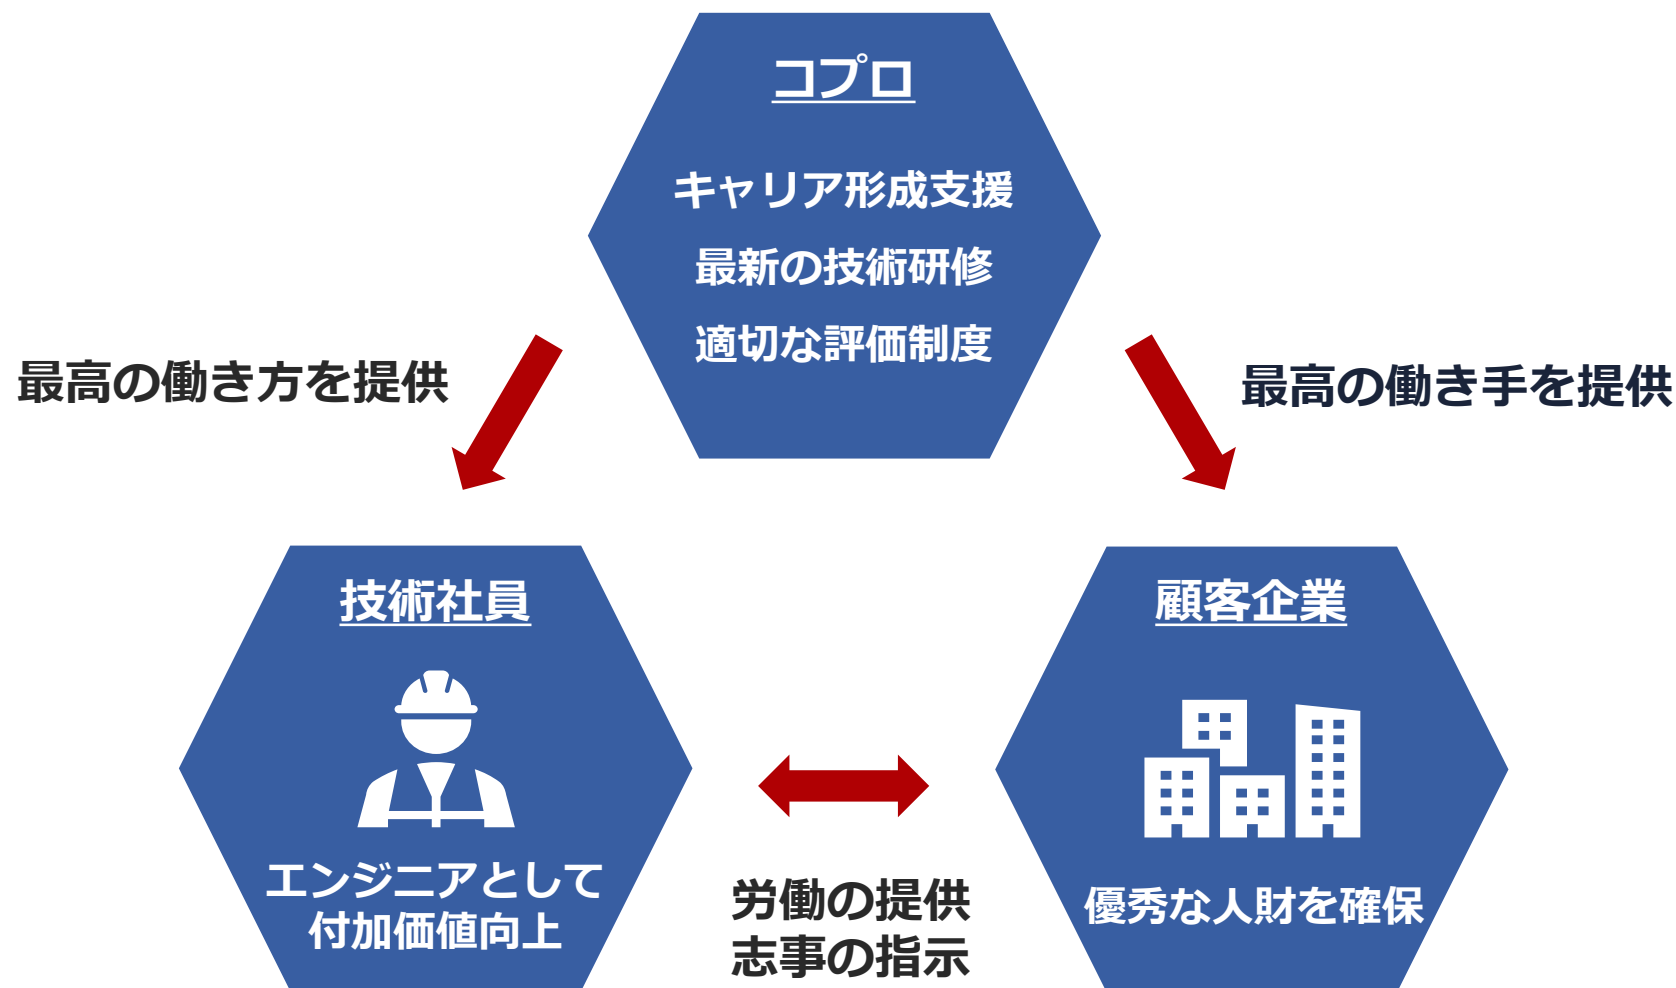 コプロ
キャリア形成支援
最新の技術研修
適切な評価制度
最高の働き方を提供
最高の働き手を提供
技術社員
エンジニアとして
付加価値向上
労働の提供
志事の指示
顧客企業
優秀な人財を確保